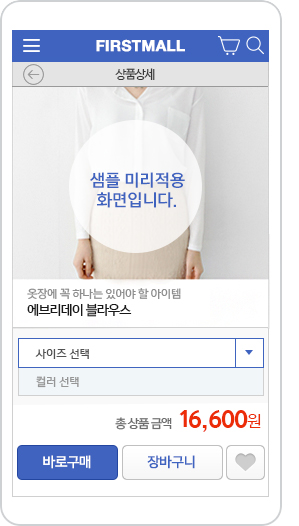 FIRSTMALL
상품상세
샘플 미리적용
화면입니다.
옷장에 꼭 하나는 있어야 할 아이템
에브리데이 블라우스
사이즈 선택
컬러 선택
총 상품 금액 16,600원
바로구매 장바구니